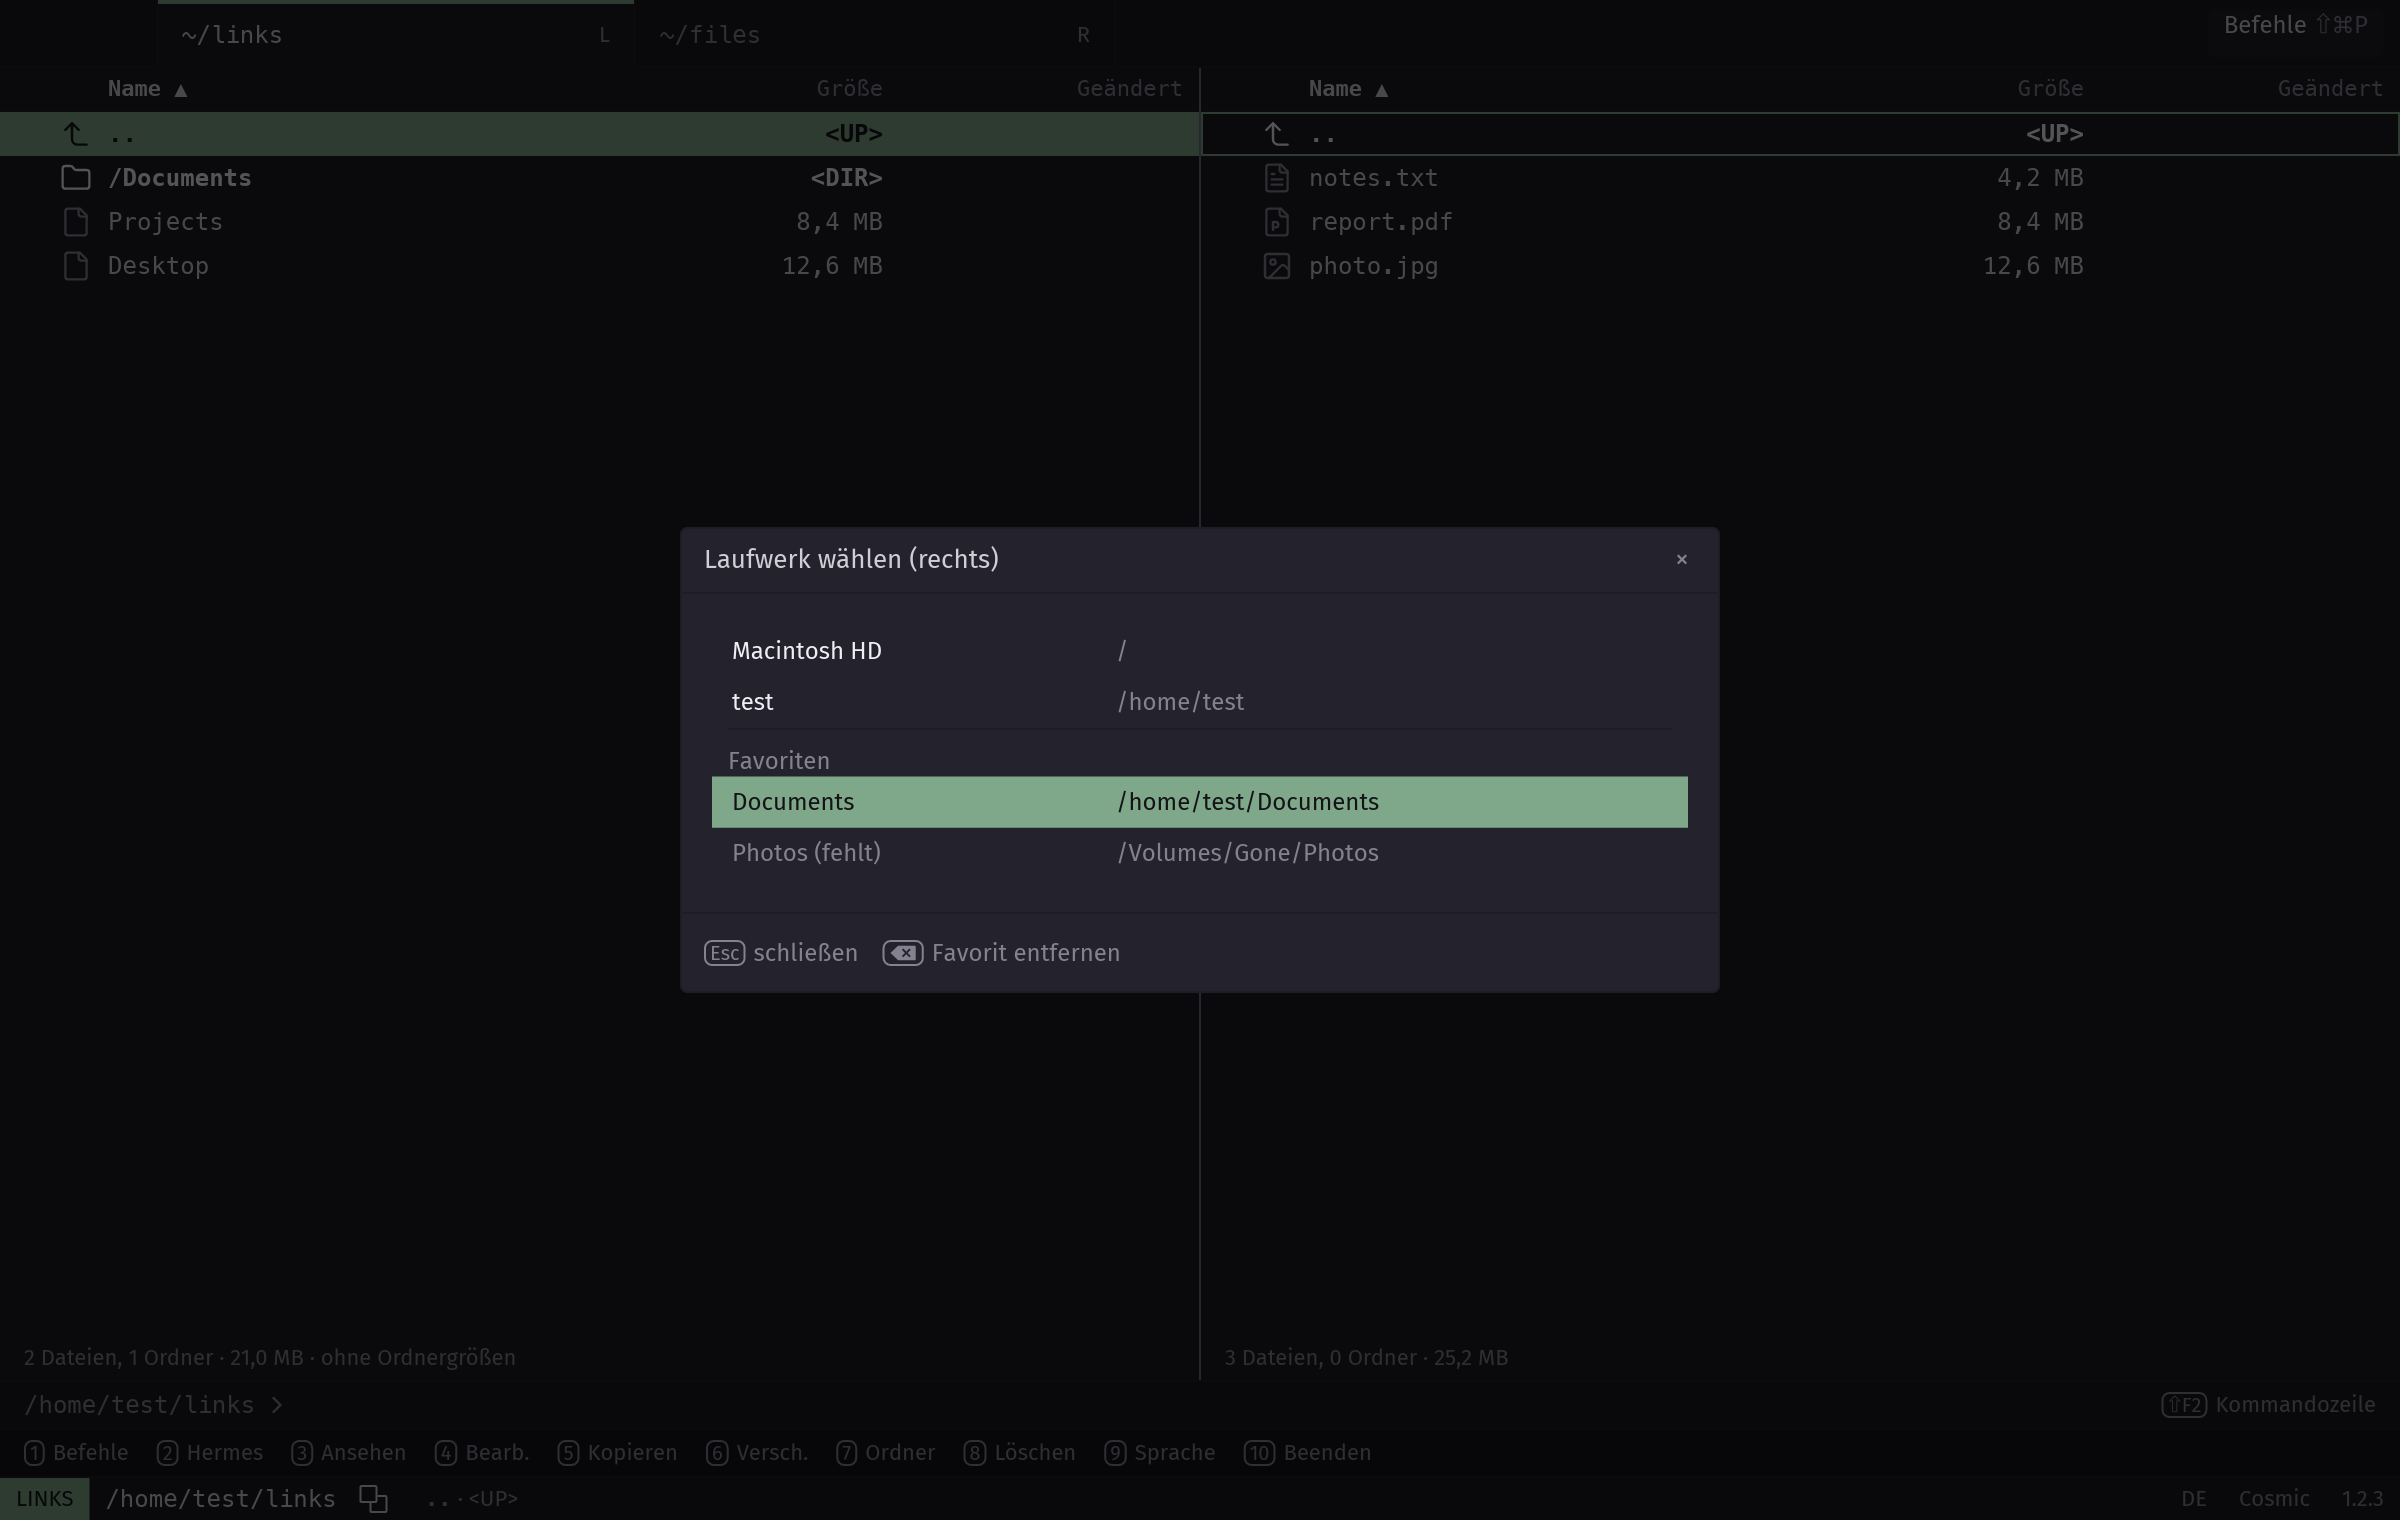 ~/links L ~/files R Befehle ⇧⌘P
Name ▲ Größe Geändert Name ▲ Größe Geändert
.. <UP> .. <UP>
/Documents <DIR> notes.txt 4,2 MB
Projects 8,4 MB report.pdf 8,4 MB
Desktop 12,6 MB photo.jpg 12,6 MB
Laufwerk wählen (rechts) ×
Macintosh HD /
test /home/test
Favoriten
Documents /home/test/Documents
Photos (fehlt) /Volumes/Gone/Photos
Esc schließen ⌫ Favorit entfernen
2 Dateien, 1 Ordner · 21,0 MB · ohne Ordnergrößen 3 Dateien, 0 Ordner · 25,2 MB
/home/test/links > ⇧F2 Kommandozeile
1 Befehle 2 Hermes 3 Ansehen 4 Bearb. 5 Kopieren 6 Versch. 7 Ordner 8 Löschen 9 Sprache 10 Beenden
LINKS /home/test/links .. · <UP> DE Cosmic 1.2.3